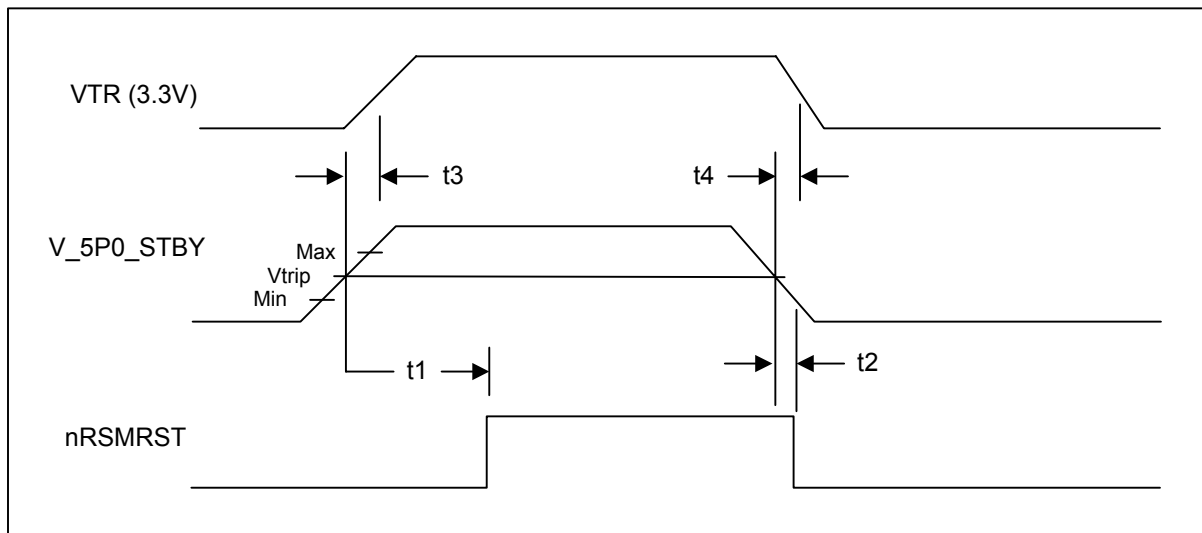 VTR (3.3V)
t3
t4
V_5P0_STBY
Max
Vtrip
Min
t1
t2
nRSMRST